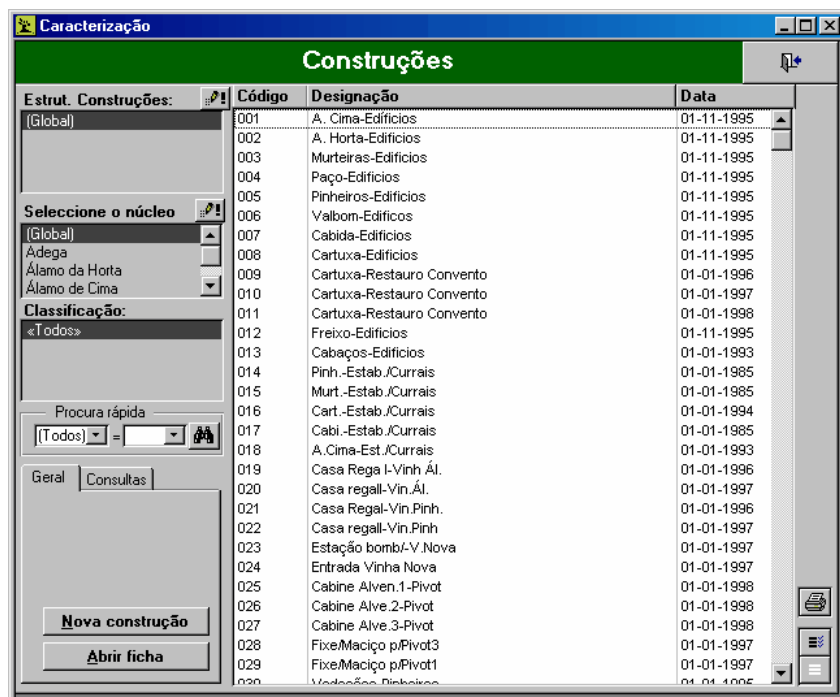 Caracterização
Construções
Estrut. Construções:
(Global)
Seleccione o núcleo
(Global)
Adega
Álamo da Horta
Álamo de Cima
Classificação:
«Todos»
Procura rápida
(Todos) =
Geral Consultas
Nova construção
Abrir ficha
Código Designação Data
001 A. Cima-Edíficios 01-11-1995
002 A. Horta-Edificios 01-11-1995
003 Murteiras-Edificios 01-11-1995
004 Paço-Edificios 01-11-1995
005 Pinheiros-Edificios 01-11-1995
006 Valbom-Edificos 01-11-1995
007 Cabida-Edificios 01-11-1995
008 Cartuxa-Edificios 01-11-1995
009 Cartuxa-Restauro Convento 01-01-1996
010 Cartuxa-Restauro Convento 01-01-1997
011 Cartuxa-Restauro Convento 01-01-1998
012 Freixo-Edificios 01-11-1995
013 Cabaços-Edificios 01-01-1993
014 Pinh.-Estab./Currais 01-01-1985
015 Murt.-Estab./Currais 01-01-1985
016 Cart.-Estab./Currais 01-01-1994
017 Cabi.-Estab./Currais 01-01-1985
018 A.Cima-Est./Currais 01-01-1993
019 Casa Rega I-Vinh Ál. 01-01-1996
020 Casa regaII-Vin.Ál. 01-01-1997
021 Casa RegaI-Vin.Pinh. 01-01-1996
022 Casa regaII-Vin.Pinh 01-01-1997
023 Estação bomb/-V.Nova 01-01-1997
024 Entrada Vinha Nova 01-01-1997
025 Cabine Alven.1-Pivot 01-01-1998
026 Cabine Alve.2-Pivot 01-01-1998
027 Cabine Alve.3-Pivot 01-01-1998
028 Fixe/Maciço p/Pivot3 01-01-1997
029 Fixe/Maciço p/Pivot1 01-01-1997